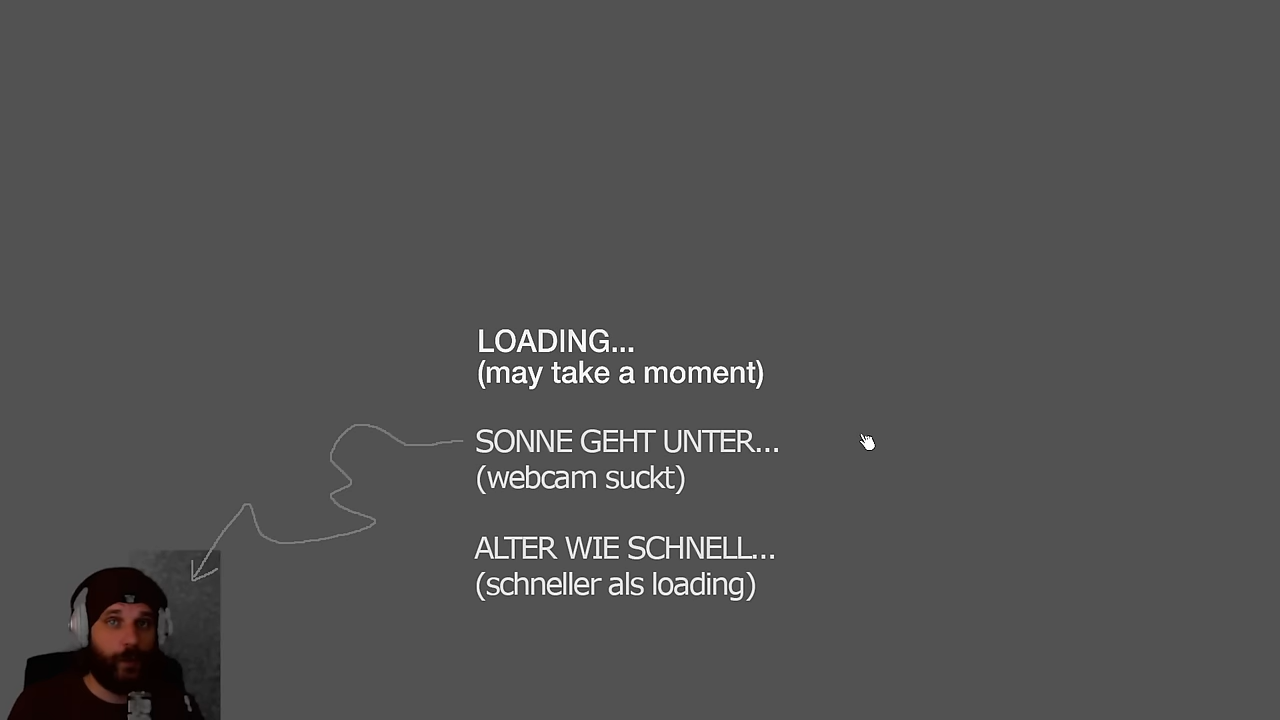 LOADING...
(may take a moment)
SONNE GEHT UNTER...
(webcam suckt)
ALTER WIE SCHNELL...
(schneller als loading)